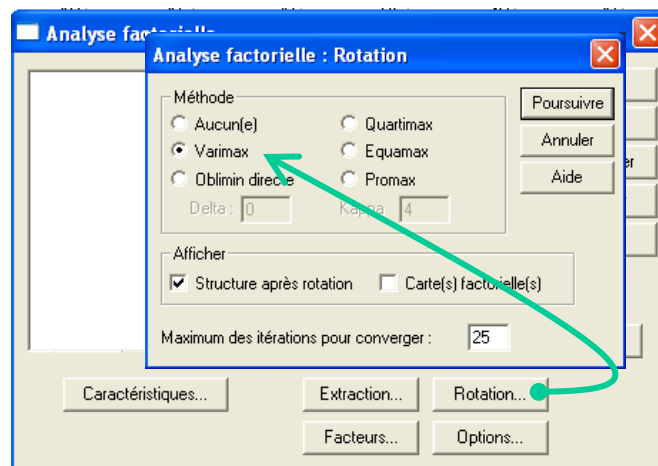 Analyse factorielle
Analyse factorielle : Rotation
Méthode
Aucun(e)
Quartimax
Varimax
Equamax
Oblimin directe
Promax
Delta : 0
Kappa 4
Poursuivre
Annuler
Aide
Afficher
Structure après rotation
Carte(s) factorielle(s)
Maximum des itérations pour converger : 25
Caractéristiques...
Extraction...
Rotation...
Facteurs...
Options...